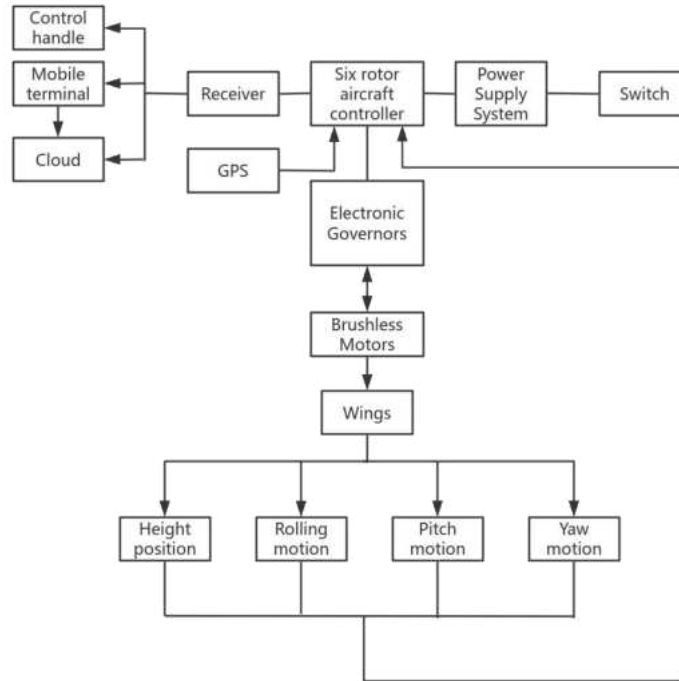 Control
handle
Mobile
terminal
Cloud
Receiver
GPS
Six rotor
aircraft
controller
Power
Supply
System
Switch
Electronic
Governors
Brushless
Motors
Wings
Height
position
Rolling
motion
Pitch
motion
Yaw
motion